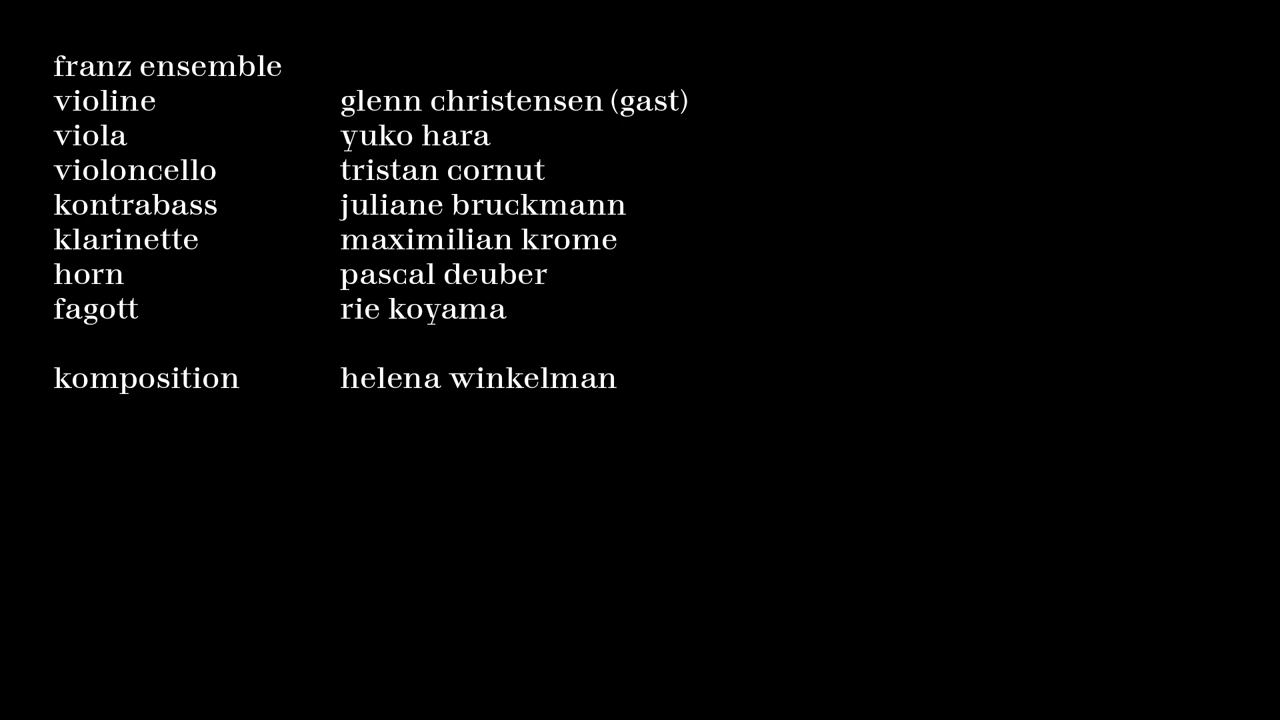 franz ensemble
violine glenn christensen (gast)
viola yuko hara
violoncello tristan cornut
kontrabass juliane bruckmann
klarinette maximilian krome
horn pascal deuber
fagott rie koyama
komposition helena winkelman